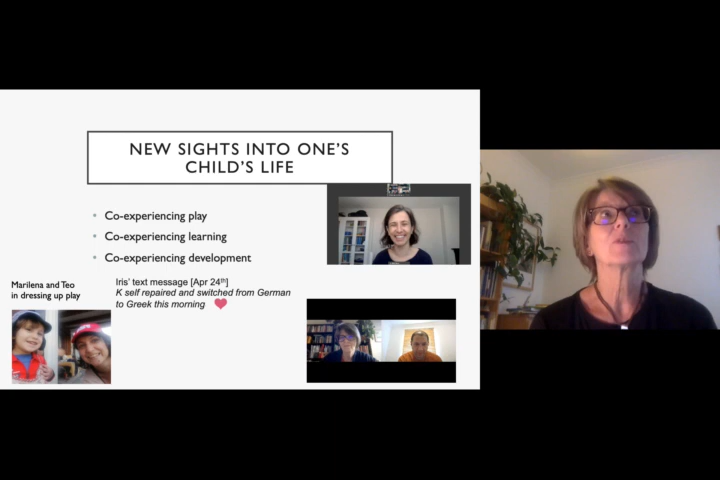 NEW SIGHTS INTO ONE'S
CHILD'S LIFE
Co-experiencing play
Co-experiencing learning
Co-experiencing development
Marilena and Teo
in dressing up play
Iris' text message [Apr 24th]
K self repaired and switched from German
to Greek this morning